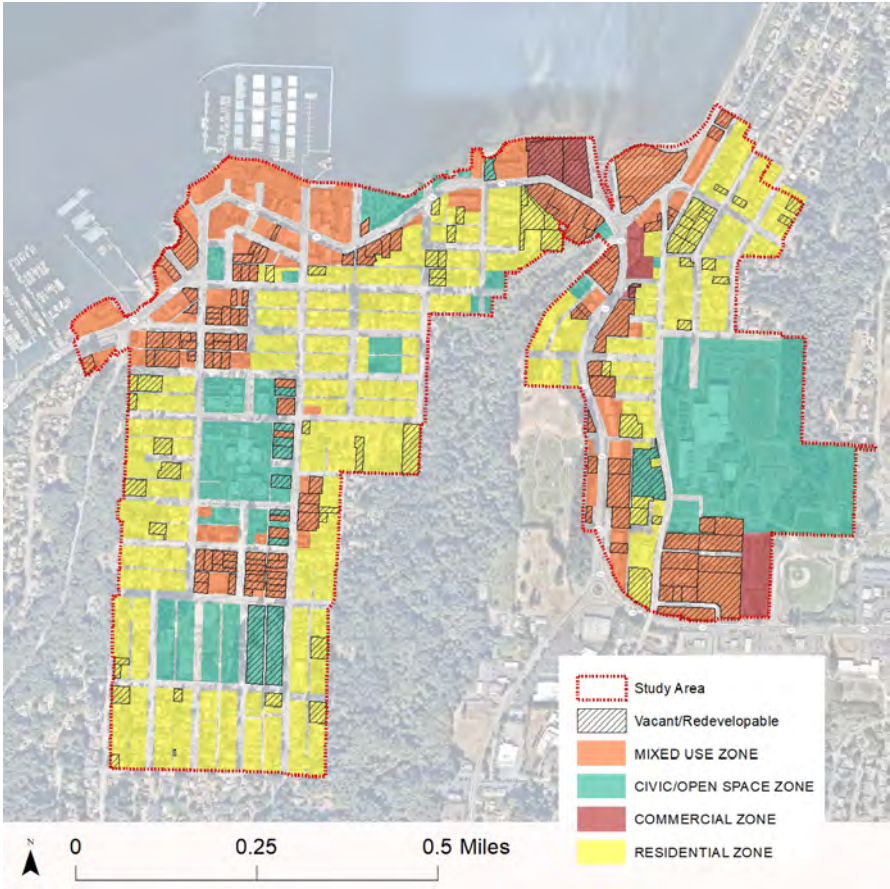 Study Area
Vacant/Redevelopable
MIXED USE ZONE
CIVIC/OPEN SPACE ZONE
COMMERCIAL ZONE
RESIDENTIAL ZONE
N
0 0.25 0.5 Miles